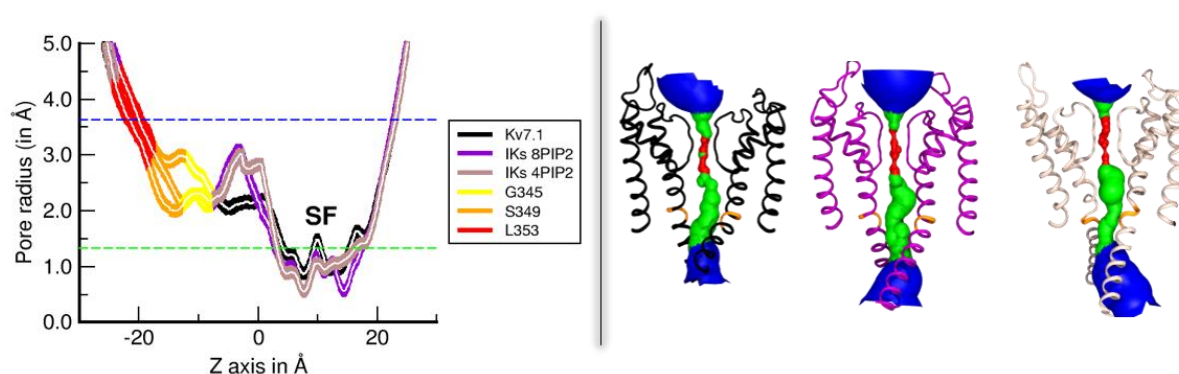 5.0
4.0
3.0
2.0
1.0
0.0
Pore radius (in Å)
SF
-20
0
20
Z axis in Å
Kv7.1
IKs 8PIP2
IKs 4PIP2
G345
S349
L353